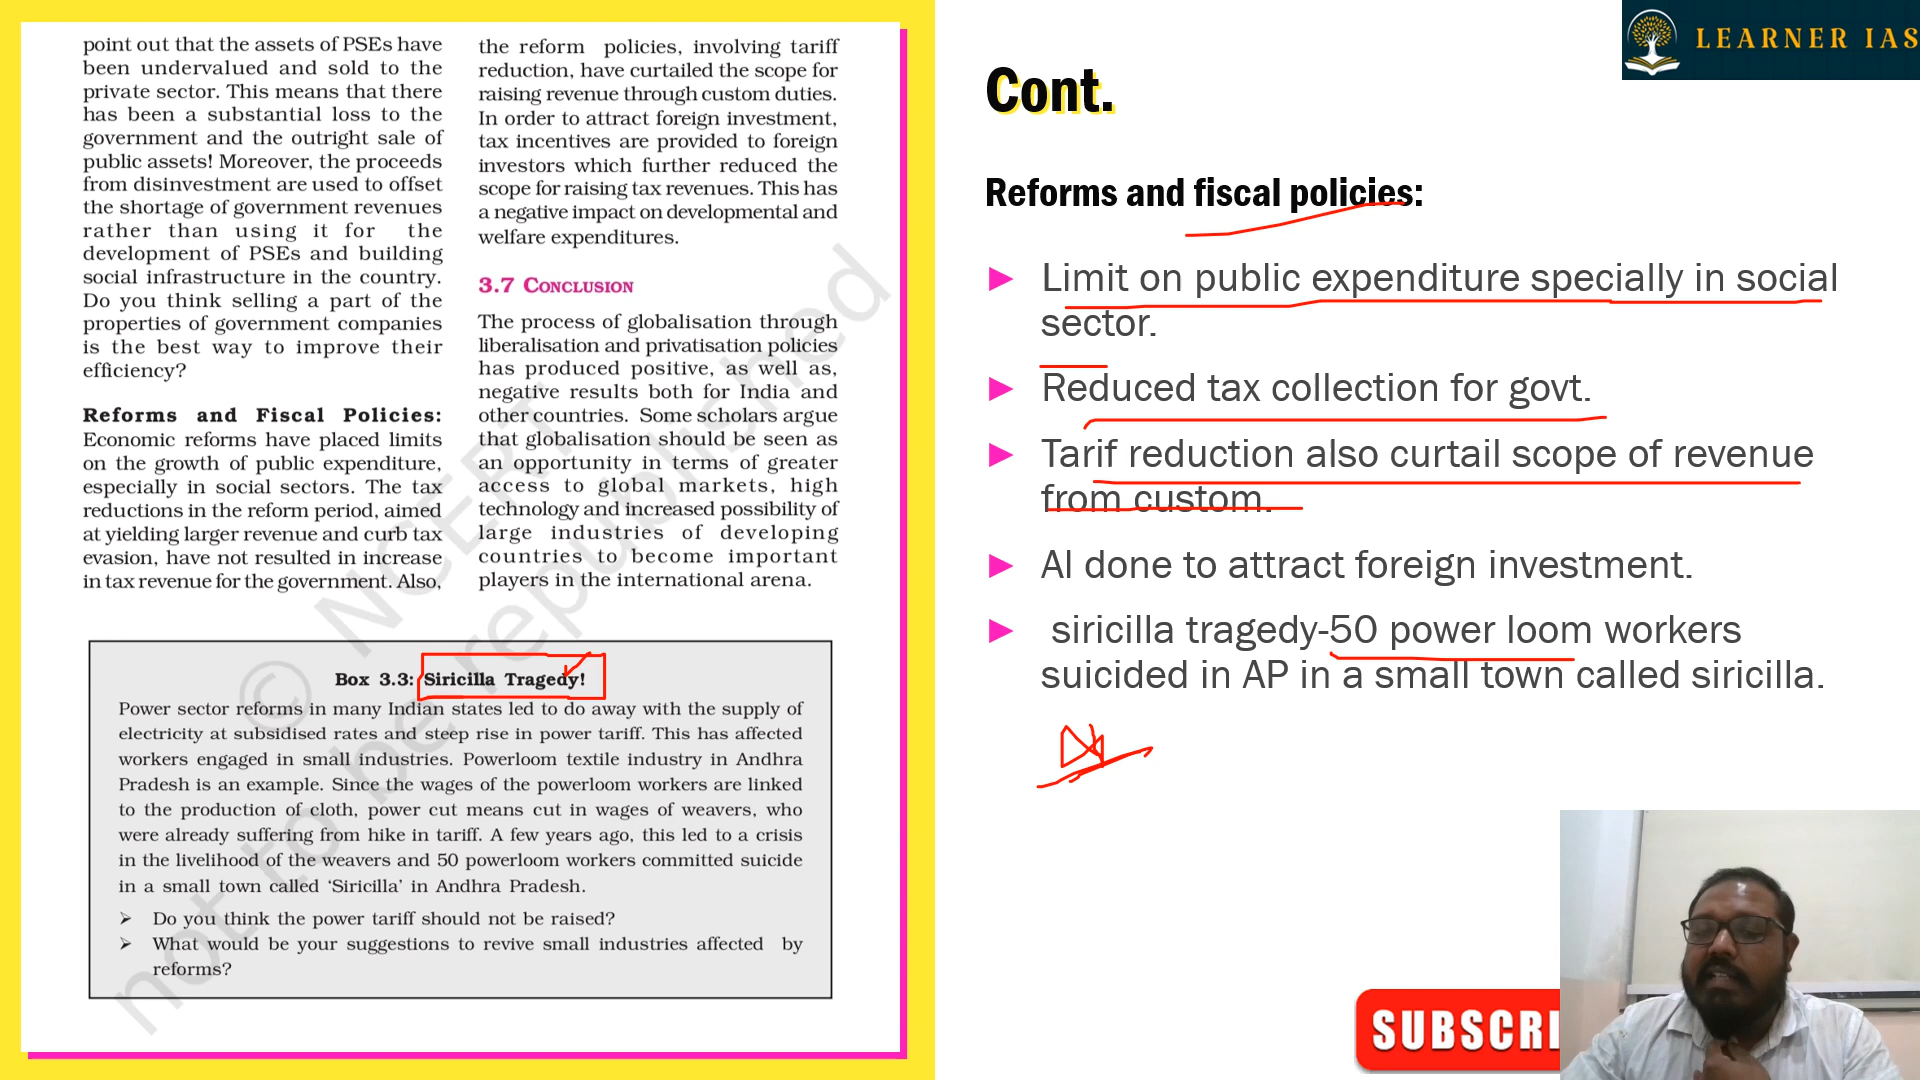 point out that the assets of PSEs have
been undervalued and sold to the
private sector. This means that there
has been a substantial loss to the
government and the outright sale of
public assets! Moreover, the proceeds
from disinvestment are used to offset
the shortage of government revenues
rather than using it for the
development of PSEs and building
social infrastructure in the country.
Do you think selling a part of the
properties of government companies
is the best way to improve their
efficiency?
Reforms and Fiscal Policies:
Economic reforms have placed limits
on the growth of public expenditure,
especially in social sectors. The tax
reductions in the reform period, aimed
at yielding larger revenue and curb tax
evasion, have not resulted in increase
in tax revenue for the government. Also,
the reform policies, involving tariff
reduction, have curtailed the scope for
raising revenue through custom duties.
In order to attract foreign investment,
tax incentives are provided to foreign
investors which further reduced the
scope for raising tax revenues. This has
a negative impact on developmental and
welfare expenditures.
3.7 CONCLUSION
The process of globalisation through
liberalisation and privatisation policies
has produced positive, as well as,
negative results both for India and
other countries. Some scholars argue
that globalisation should be seen as
an opportunity in terms of greater
access to global markets, high
technology and increased possibility of
large industries of developing
countries to become important
players in the international arena.
Box 3.3: Siricilla Tragedy!
Power sector reforms in many Indian states led to do away with the supply of
electricity at subsidised rates and steep rise in power tariff. This has affected
workers engaged in small industries. Powerloom textile industry in Andhra
Pradesh is an example. Since the wages of the powerloom workers are linked
to the production of cloth, power cut means cut in wages of weavers, who
were already suffering from hike in tariff. A few years ago, this led to a crisis
in the livelihood of the weavers and 50 powerloom workers committed suicide
in a small town called ‘Siricilla’ in Andhra Pradesh.
➢ Do you think the power tariff should not be raised?
➢ What would be your suggestions to revive small industries affected by
reforms?
© NCERT
not to be republished
LEARNER IAS
Cont.
Reforms and fiscal policies:
► Limit on public expenditure specially in social
sector.
► Reduced tax collection for govt.
► Tarif reduction also curtail scope of revenue
from custom.
► Al done to attract foreign investment.
► siricilla tragedy-50 power loom workers
suicided in AP in a small town called siricilla.
SUBSCRI